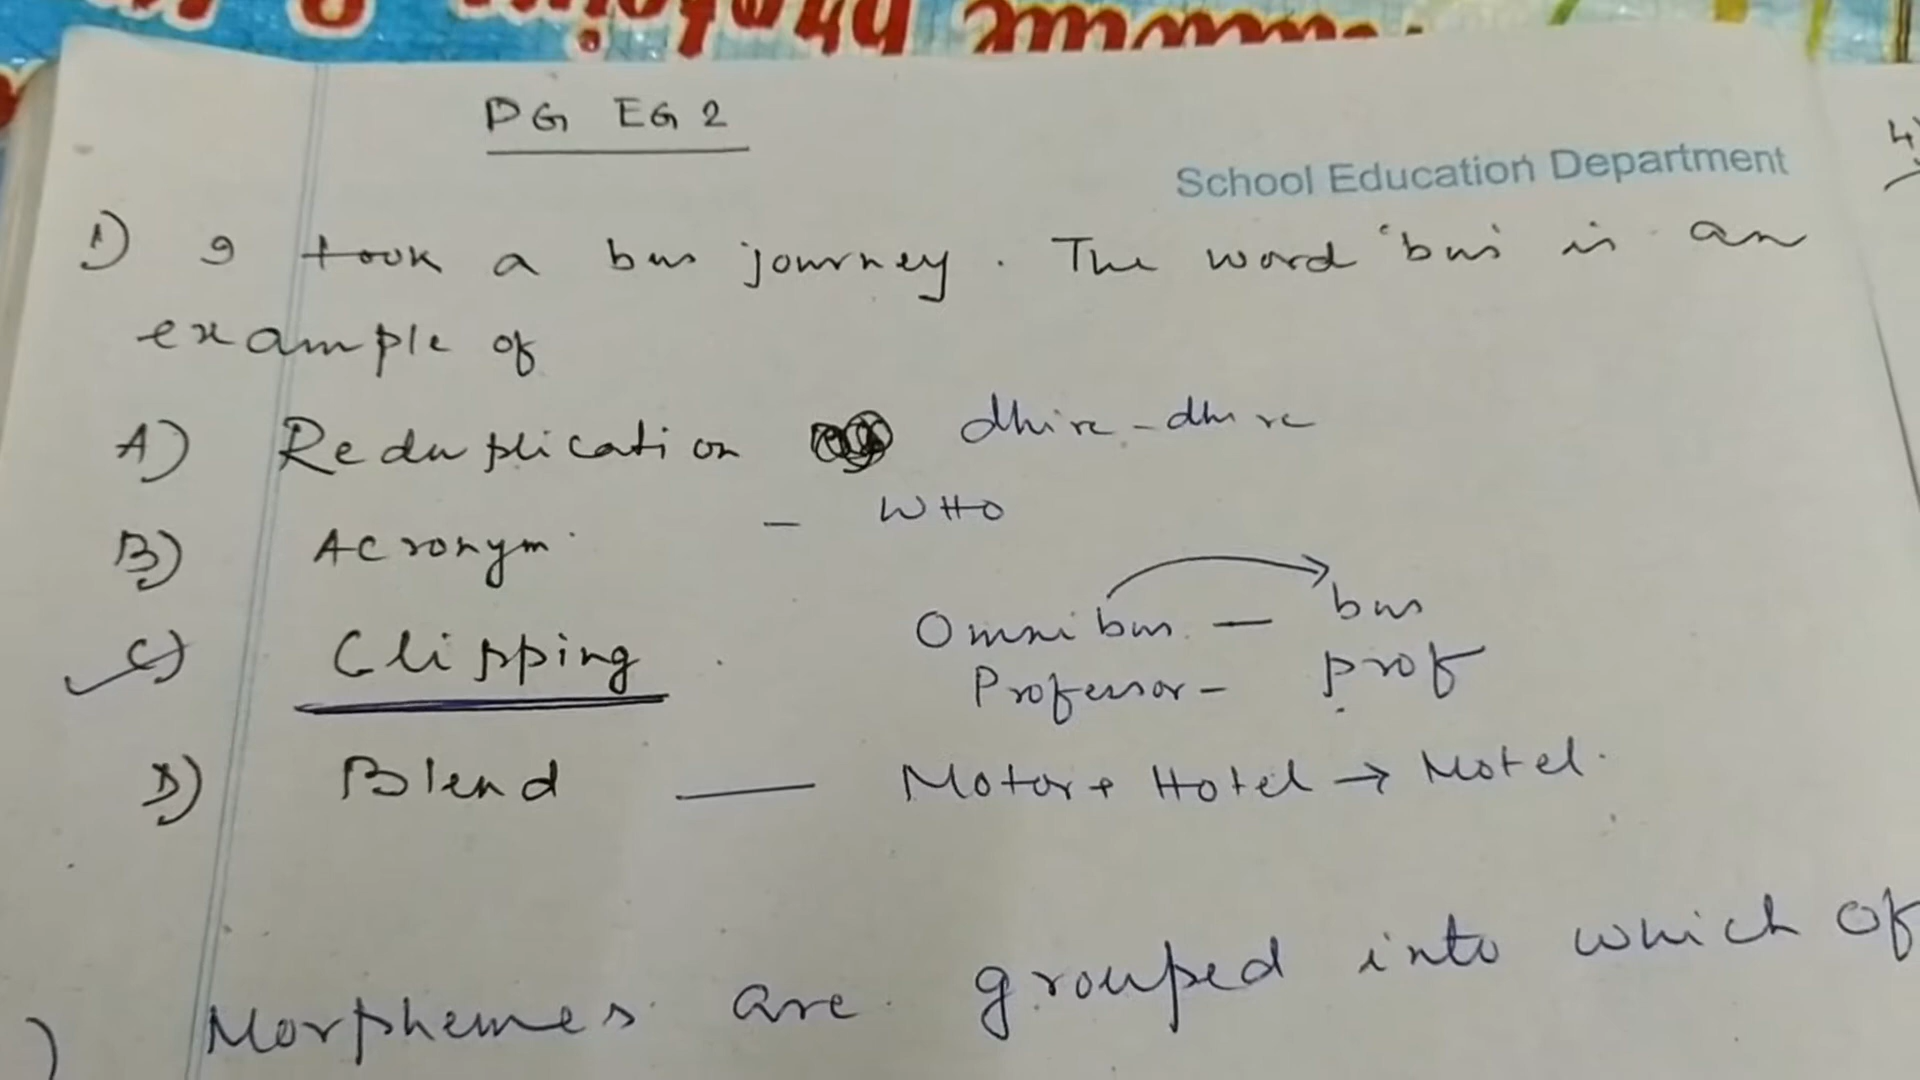 PG EG 2
School Education Department
4)
1) I took a bus journey. The word 'bus' is an
example of
A) Reduplication dhire-dhire
B) Acronym - WHO
C) Clipping. Omnibus - bus
Professor - prof
D) Blend — Motor + Hotel → Motel.
) Morphemes are grouped into which of